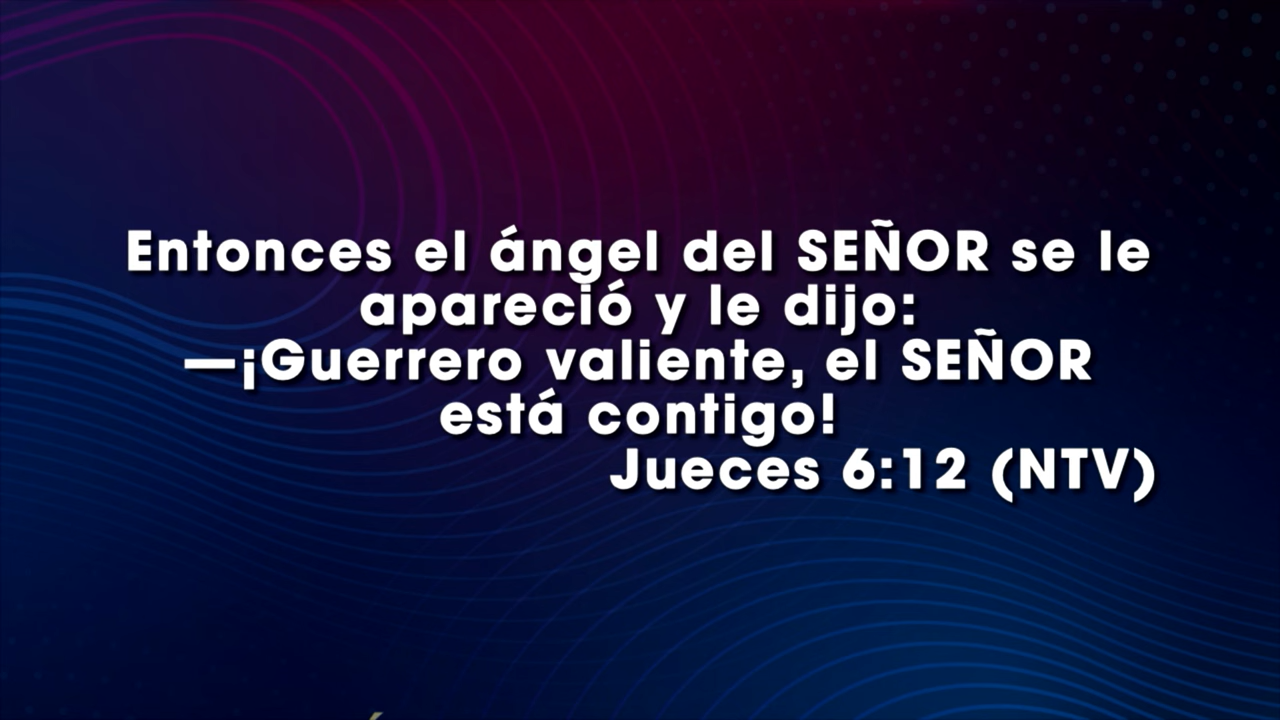 Entonces el ángel del SEÑOR se le
apareció y le dijo:
—¡Guerrero valiente, el SEÑOR
está contigo!
Jueces 6:12 (NTV)